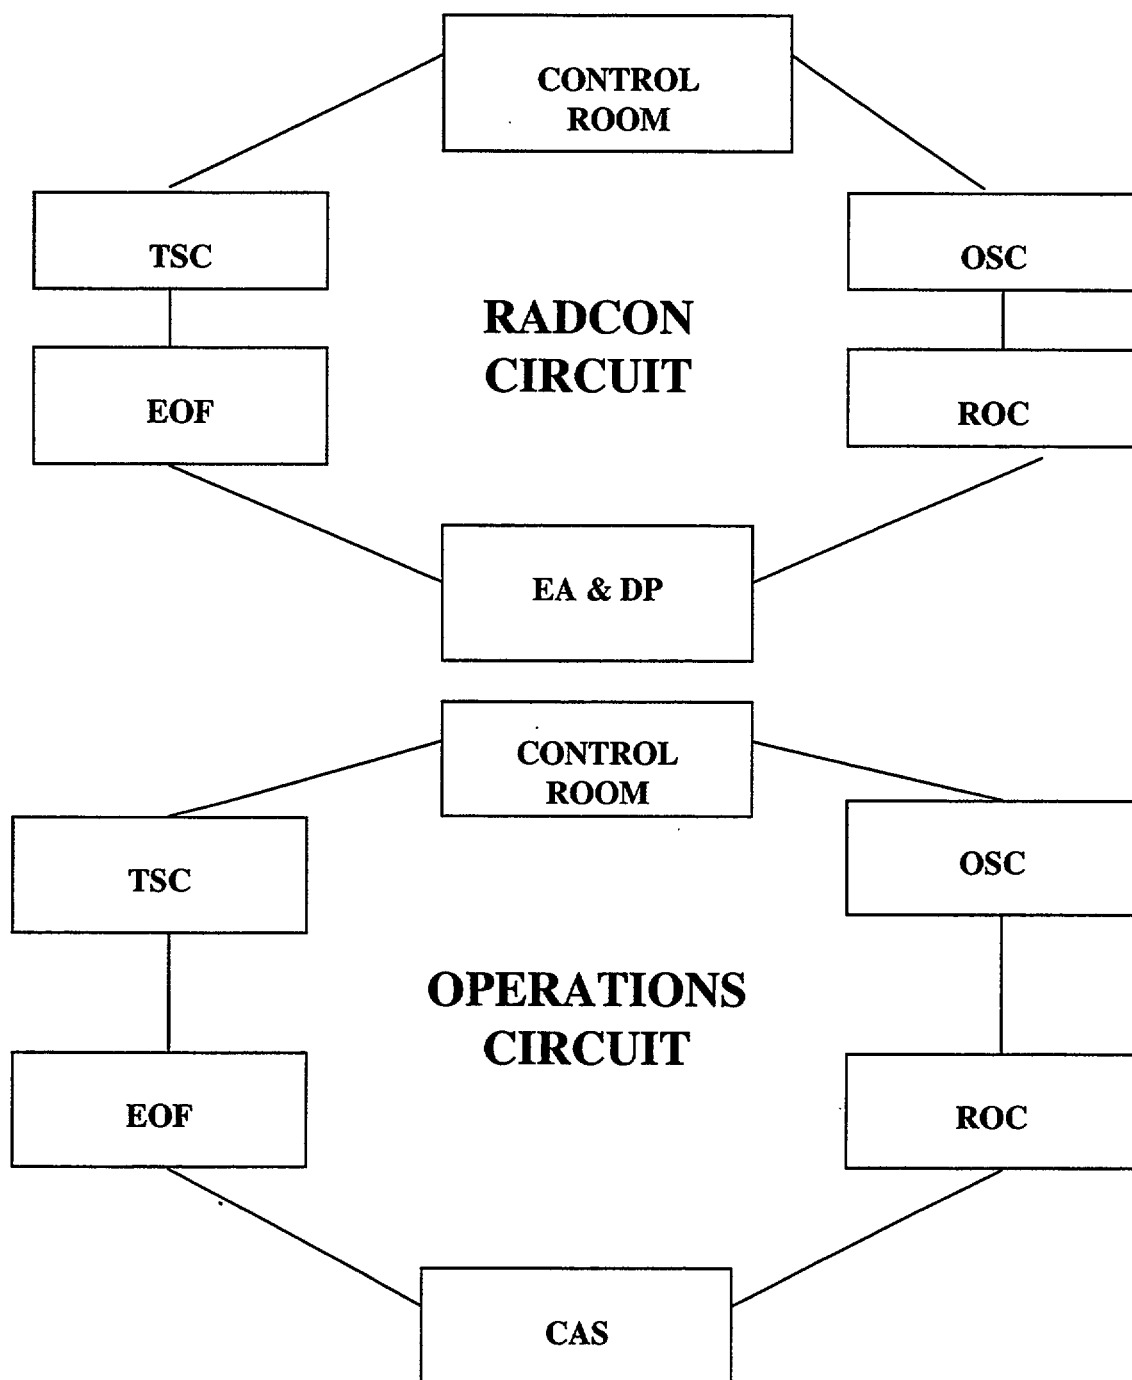 CONTROL
ROOM
TSC
OSC
RADCON
CIRCUIT
EOF
ROC
EA & DP
CONTROL
ROOM
TSC
OSC
OPERATIONS
CIRCUIT
EOF
ROC
CAS